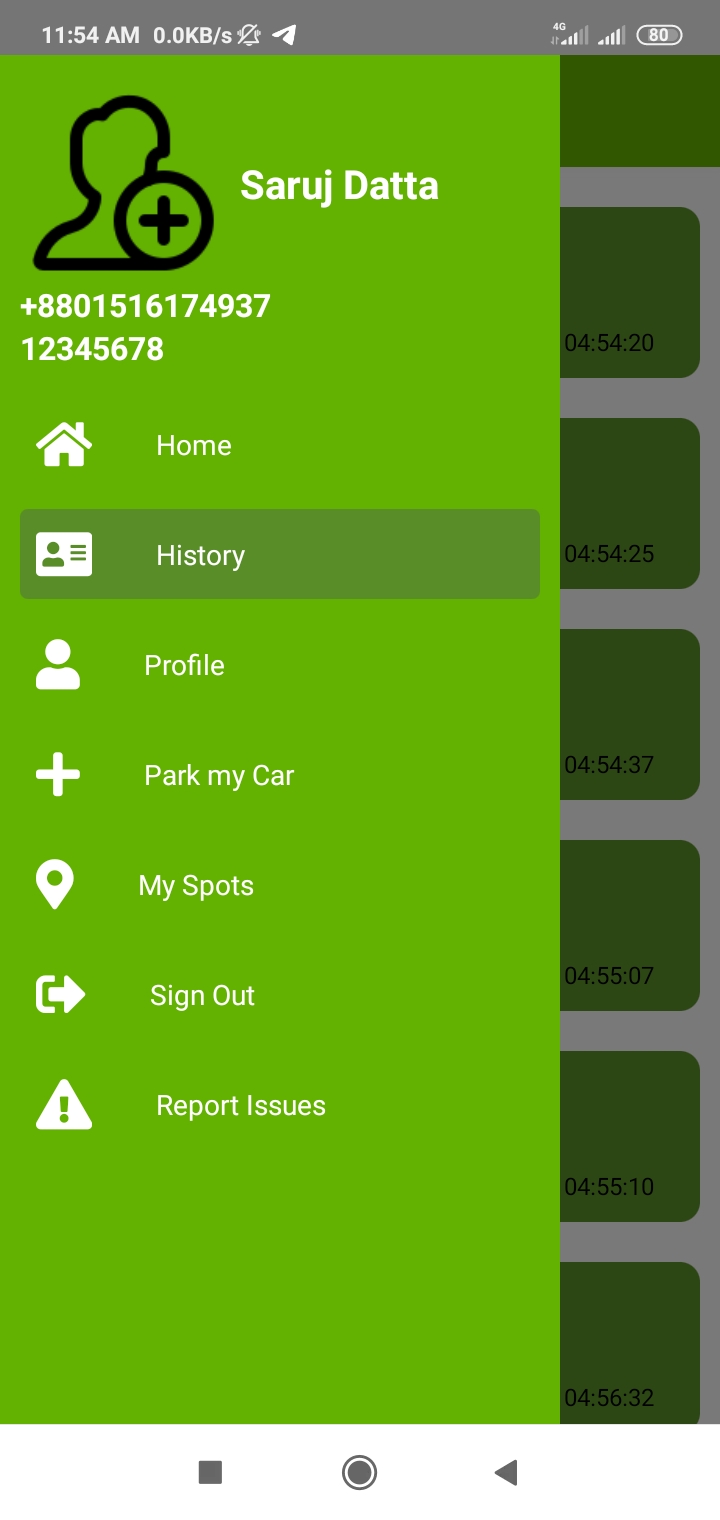 11:54 AM 0.0KB/s 4G 80
Saruj Datta
+8801516174937
12345678
Home
History
Profile
Park my Car
My Spots
Sign Out
Report Issues
04:54:20
04:54:25
04:54:37
04:55:07
04:55:10
04:56:32